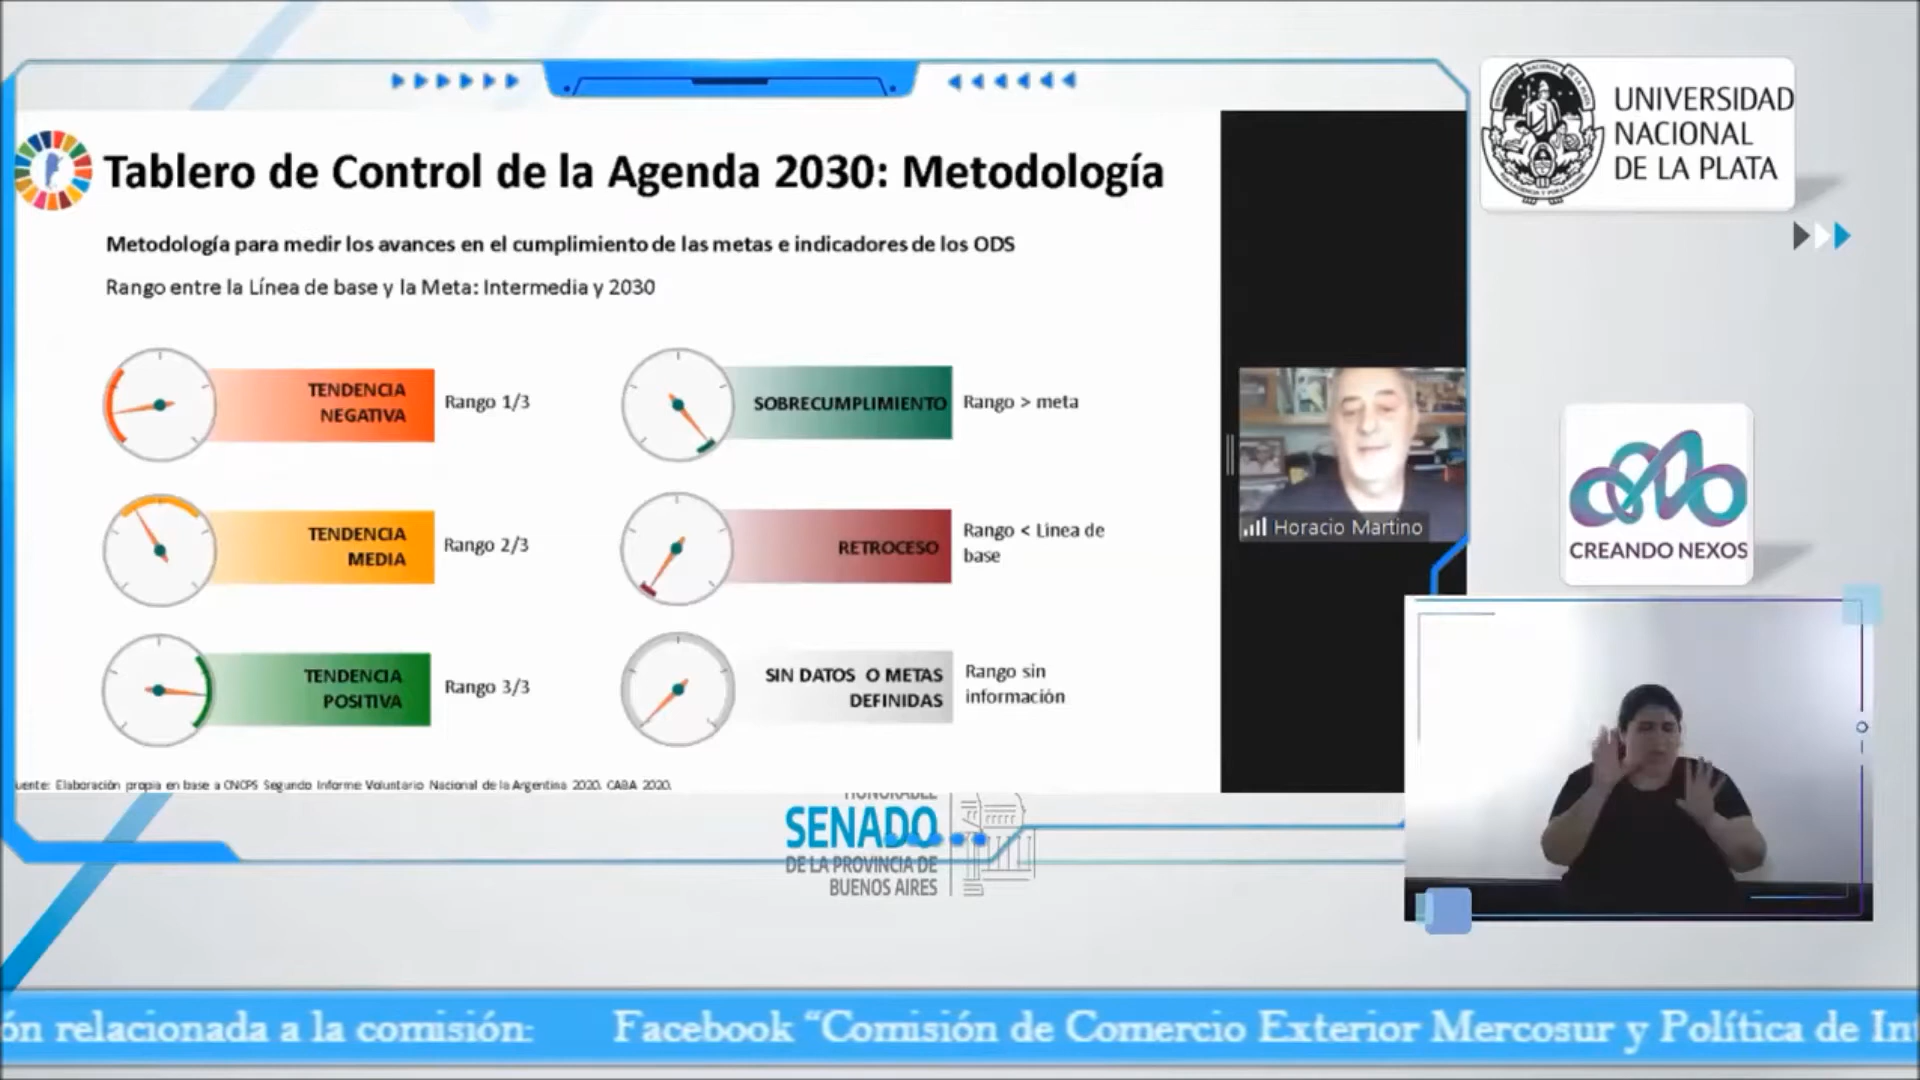 Tablero de Control de la Agenda 2030: Metodología
Metodología para medir los avances en el cumplimiento de las metas e indicadores de los ODS
Rango entre la Línea de base y la Meta: Intermedia y 2030
TENDENCIA
NEGATIVA
Rango 1/3
SOBRECUMPLIMIENTO
Rango > meta
TENDENCIA
MEDIA
Rango 2/3
RETROCESO
Rango < Línea de
base
TENDENCIA
POSITIVA
Rango 3/3
SIN DATOS O METAS
DEFINIDAS
Rango sin
información
uente: Elaboración propia en base a CNCPS Segundo Informe Voluntario Nacional de la Argentina 2020. CABA 2020.
Horacio Martino
UNIVERSIDAD
NACIONAL
DE LA PLATA
CREANDO NEXOS
HONORABLE
SENADO
DE LA PROVINCIA DE
BUENOS AIRES
ón relacionada a la comisión: Facebook “Comisión de Comercio Exterior Mercosur y Política de In